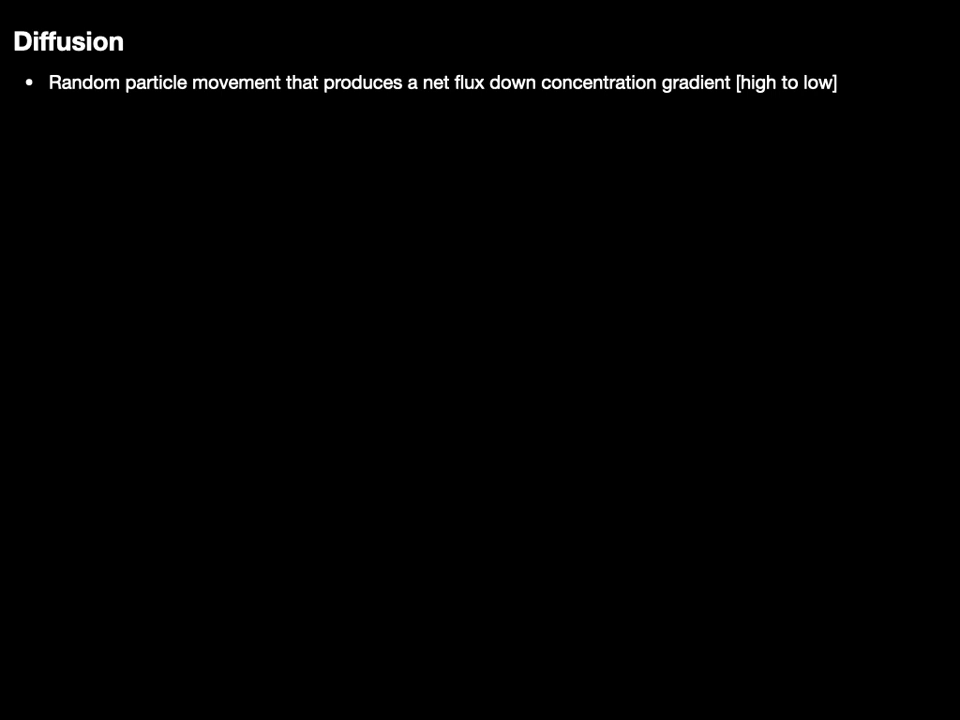 Diffusion
• Random particle movement that produces a net flux down concentration gradient [high to low]